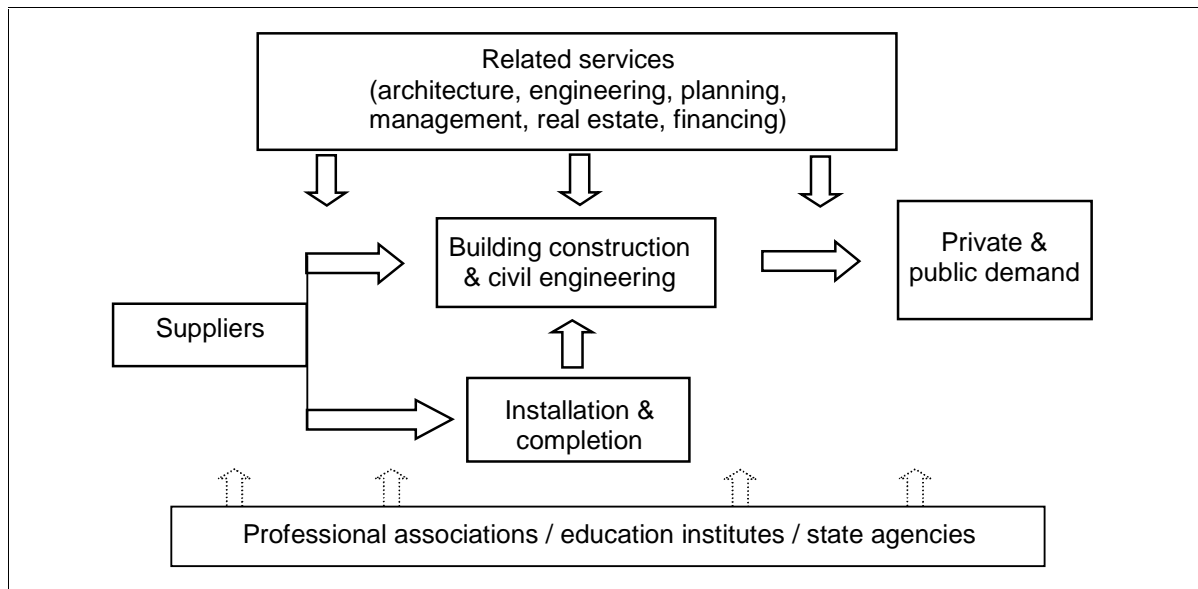 Related services
(architecture, engineering, planning,
management, real estate, financing)
Building construction
& civil engineering
Private &
public demand
Suppliers
Installation &
completion
Professional associations / education institutes / state agencies